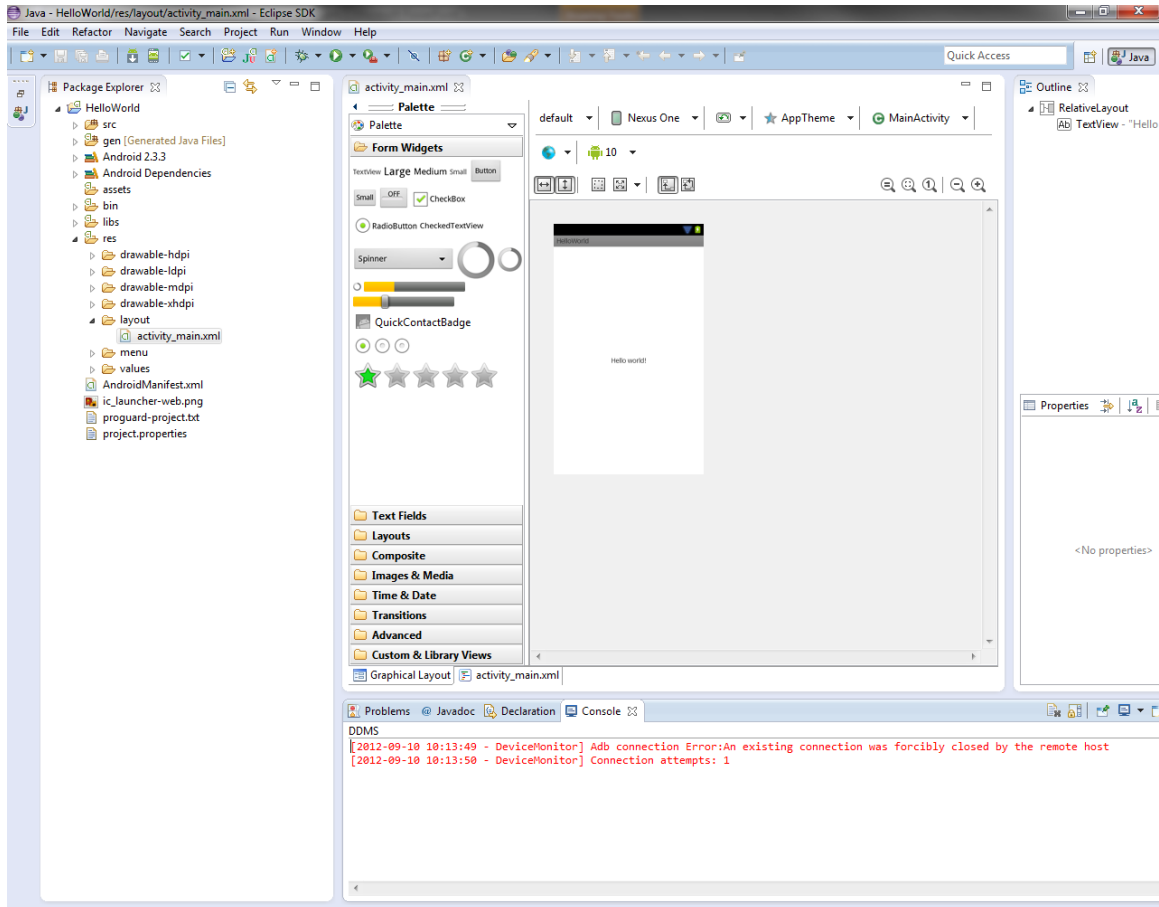 Java - HelloWorld/res/layout/activity_main.xml - Eclipse SDK
File Edit Refactor Navigate Search Project Run Window Help
Quick Access
Java
Package Explorer
HelloWorld
src
gen [Generated Java Files]
Android 2.3.3
Android Dependencies
assets
bin
libs
res
drawable-hdpi
drawable-ldpi
drawable-mdpi
drawable-xhdpi
layout
activity_main.xml
menu
values
AndroidManifest.xml
ic_launcher-web.png
proguard-project.txt
project.properties
activity_main.xml
Palette
Palette
Form Widgets
TextView Large Medium Small Button
Small OFF CheckBox
RadioButton CheckedTextView
Spinner
QuickContactBadge
Text Fields
Layouts
Composite
Images & Media
Time & Date
Transitions
Advanced
Custom & Library Views
Graphical Layout activity_main.xml
default Nexus One AppTheme MainActivity
10
HelloWorld
Hello world!
Outline
RelativeLayout
Ab TextView - "Hello
Properties
<No properties>
Problems @ Javadoc Declaration Console
DDMS
[2012-09-10 10:13:49 - DeviceMonitor] Adb connection Error:An existing connection was forcibly closed by the remote host
[2012-09-10 10:13:50 - DeviceMonitor] Connection attempts: 1